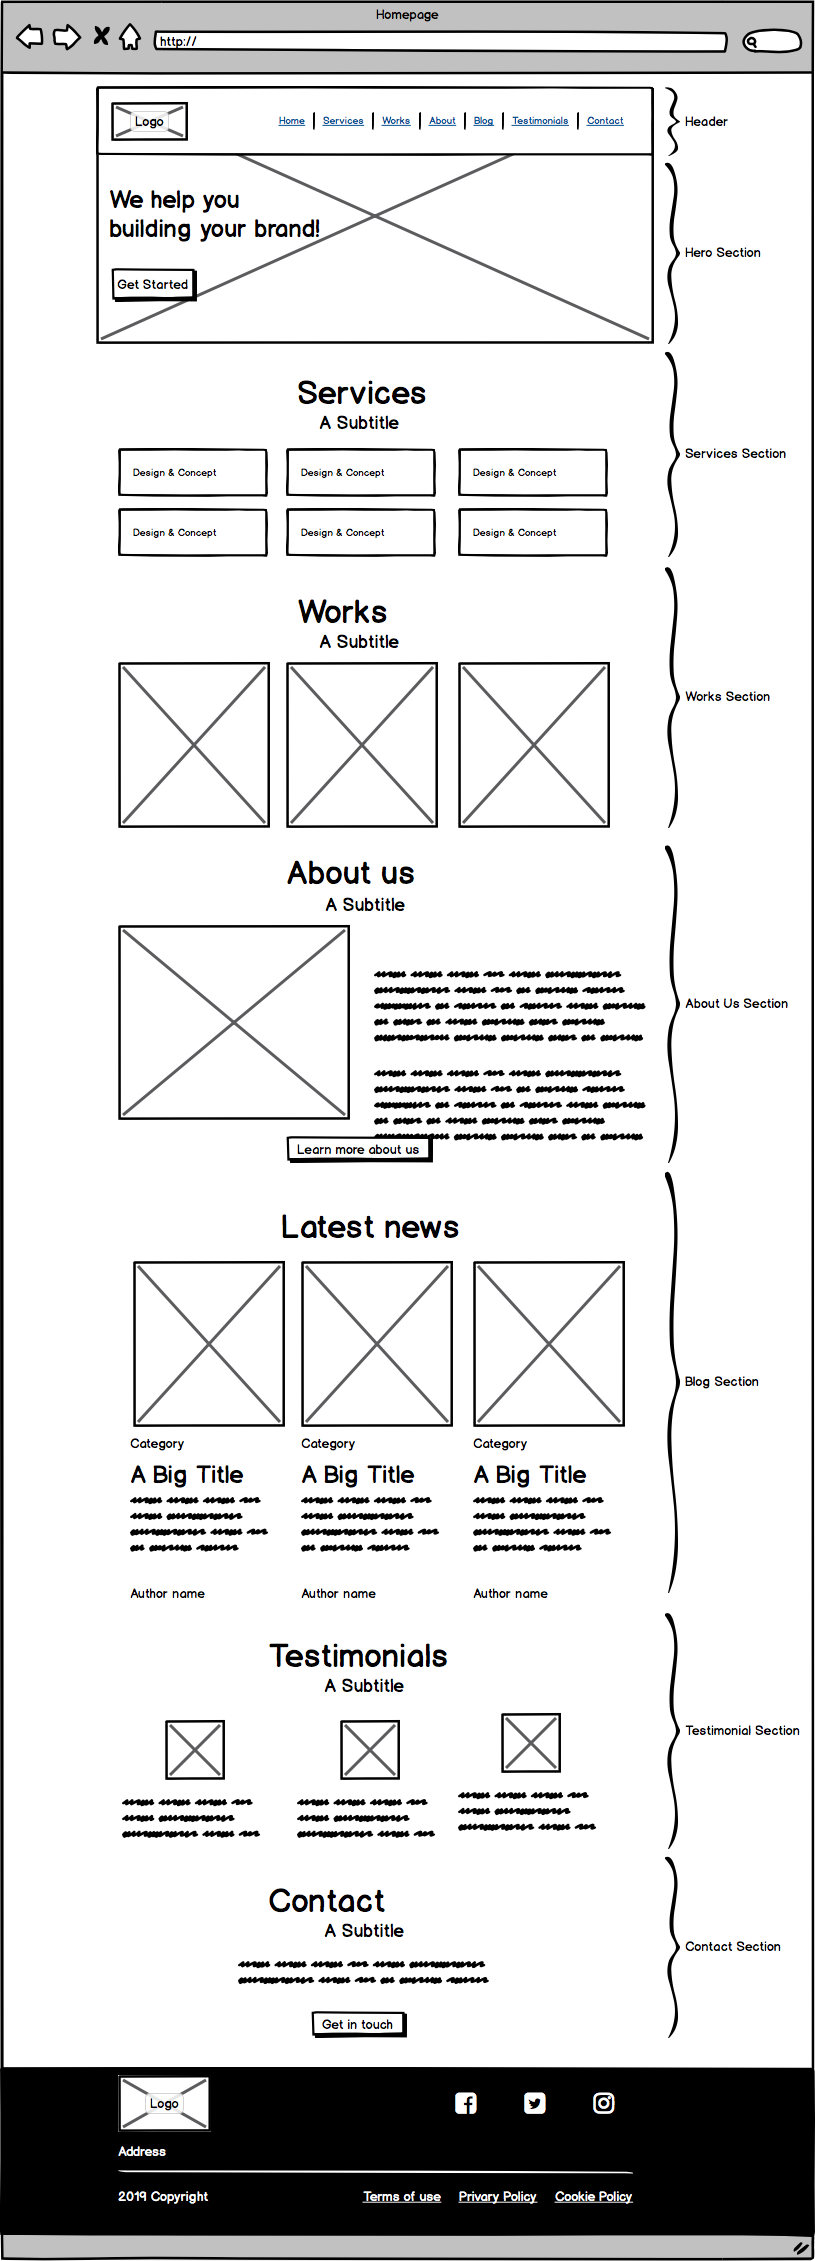 Homepage
http://
Logo
Home Services Works About Blog Testimonials Contact
Header
We help you
building your brand!
Get Started
Hero Section
Services
A Subtitle
Design & Concept Design & Concept Design & Concept
Design & Concept Design & Concept Design & Concept
Services Section
Works
A Subtitle
Works Section
About us
A Subtitle
About Us Section
Learn more about us
Latest news
Blog Section
Category Category Category
A Big Title A Big Title A Big Title
Author name Author name Author name
Testimonials
A Subtitle
Testimonial Section
Contact
A Subtitle
Contact Section
Get in touch
Logo
Address
2019 Copyright Terms of use Privary Policy Cookie Policy